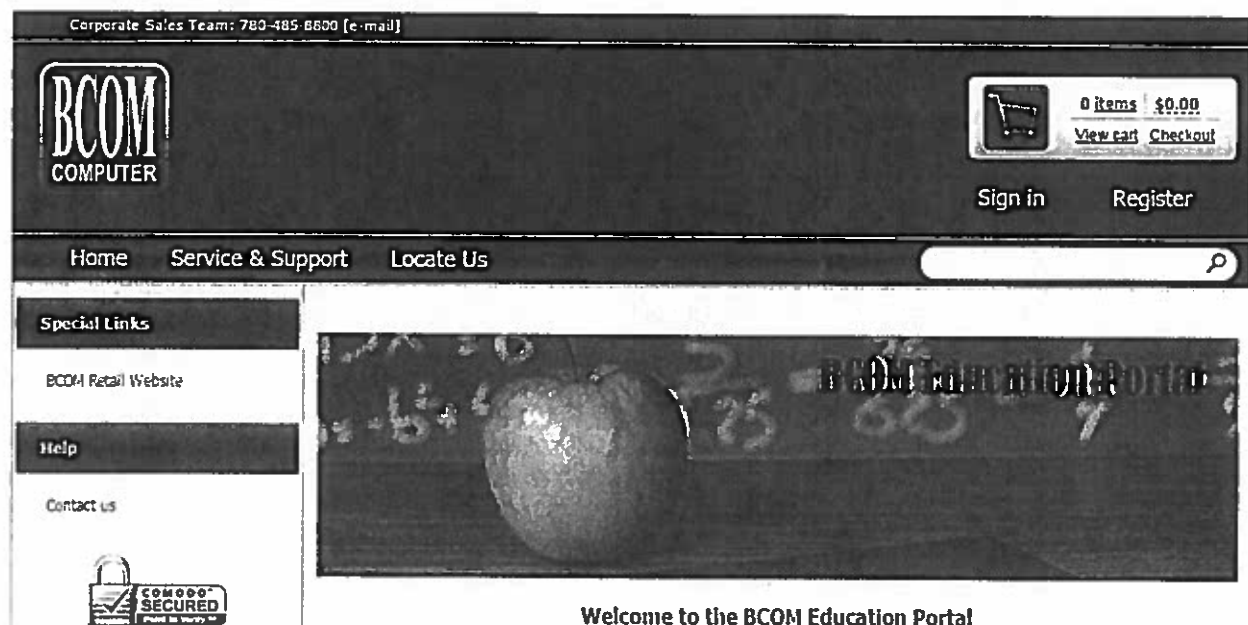 Corporate Sales Team: 780-485-8800 [e-mail]
BCOM
COMPUTER
0 items $0.00
View cart Checkout
Sign in Register
Home Service & Support Locate Us
Special Links
BCOM Retail Website
BCOM Education Portal
Help
Contact us
COMODO
SECURED
Welcome to the BCOM Education Portal